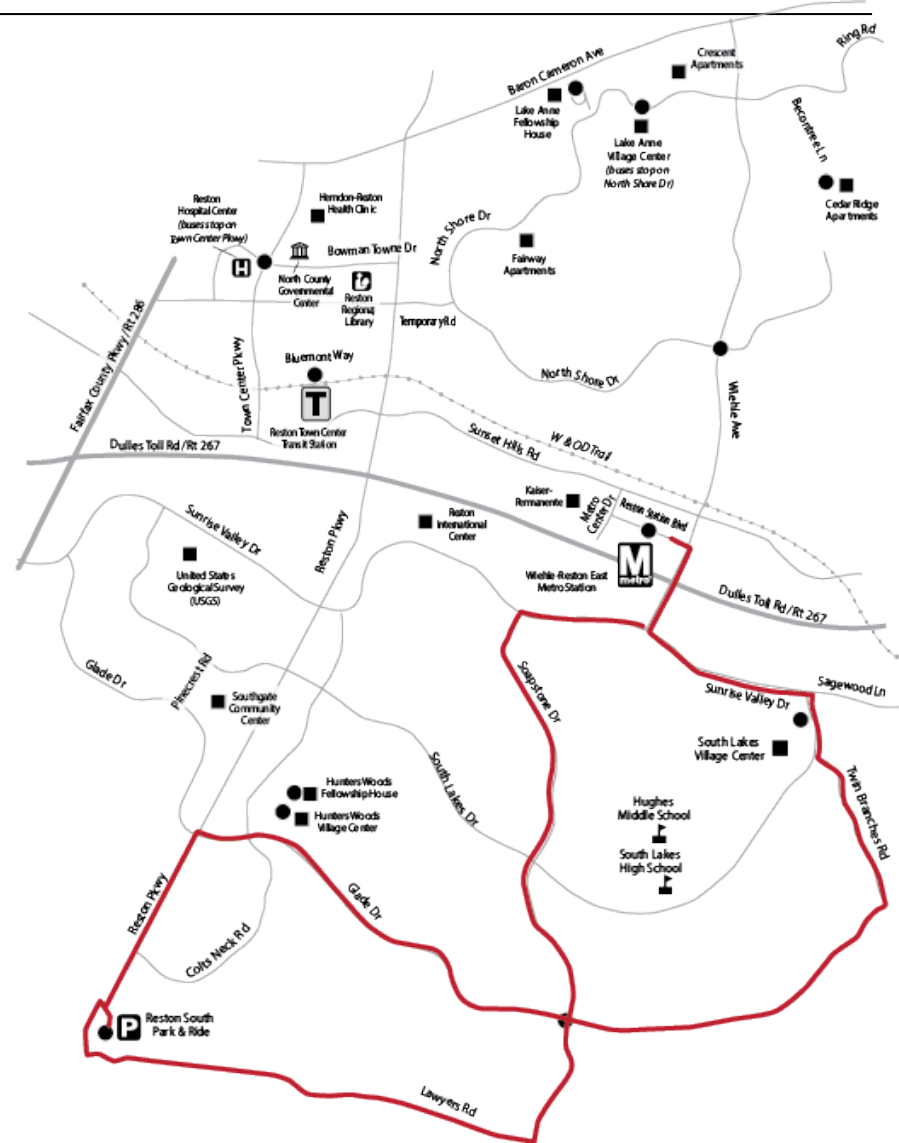 Baron Cameron Ave
Crescent
Apartments
Ring Rd
Lake Anne
Fellowship
House
Lake Anne
Village Center
(buses stop on
North Shore Dr)
Becontree Ln
Cedar Ridge
Apartments
Reston
Hospital Center
(buses stop on
Town Center Pkwy)
Herndon-Reston
Health Clinic
H
Bowman Towne Dr
North County
Governmental
Center
Reston
Regional
Library
North Shore Dr
Fairway
Apartments
Temporary Rd
Fairfax County Pkwy/Rt 286
Town Center Pkwy
Bluemont Way
T
Reston Town Center
Transit Station
North Shore Dr
Wiehle Ave
Dulles Toll Rd/Rt 267
Sunset Hills Rd
W & OD Trail
Kaiser-
Permanente
Metro
Center Dr
Reston Station Blvd
Reston
International
Center
Sunrise Valley Dr
Reston Pkwy
M
metro
Wiehle-Reston East
Metro Station
Dulles Toll Rd/Rt 267
United States
Geological Survey
(USGS)
Glade Dr
Pinecrest Rd
Southgate
Community
Center
Soapstone Dr
Sunrise Valley Dr
Sagewood Ln
South Lakes
Village Center
South Lakes Dr
Twin Branches Rd
Hunters Woods
Fellowship House
Hunters Woods
Village Center
Hughes
Middle School
South Lakes
High School
Reston Pkwy
Glade Dr
Colts Neck Rd
P
Reston South
Park & Ride
Lawyers Rd